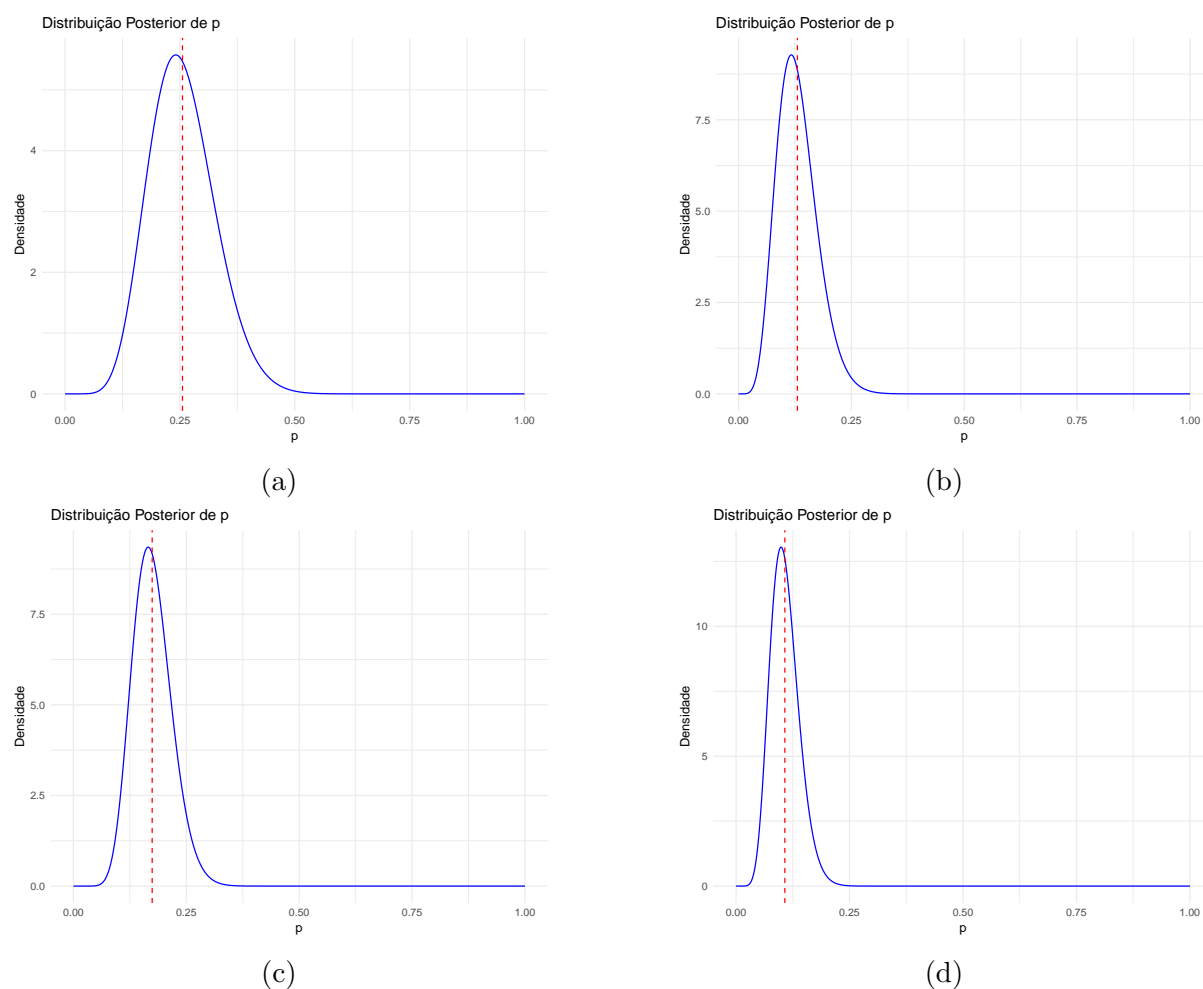 Distribuição Posterior de p
Densidade
4
2
0
0.00 0.25 0.50 0.75 1.00
p
(a)
Distribuição Posterior de p
Densidade
7.5
5.0
2.5
0.0
0.00 0.25 0.50 0.75 1.00
p
(b)
Distribuição Posterior de p
Densidade
7.5
5.0
2.5
0.0
0.00 0.25 0.50 0.75 1.00
p
(c)
Distribuição Posterior de p
Densidade
10
5
0
0.00 0.25 0.50 0.75 1.00
p
(d)